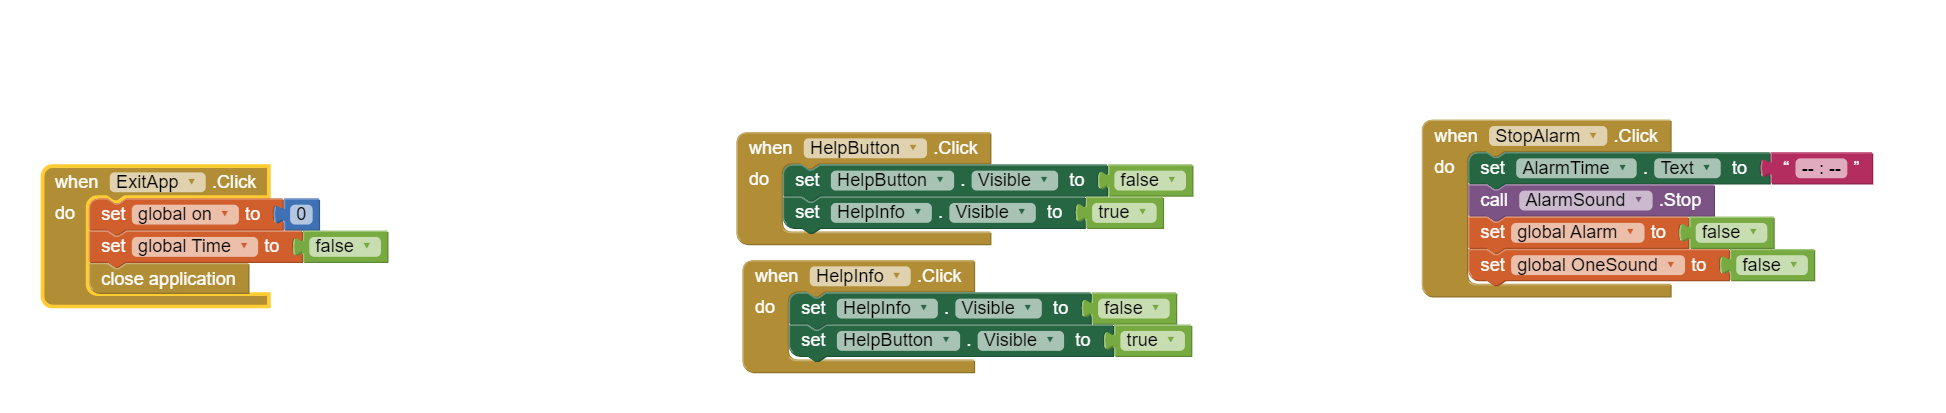 when ExitApp .Click
do set global on to 0
set global Time to false
close application
when HelpButton .Click
do set HelpButton . Visible to false
set HelpInfo . Visible to true
when HelpInfo .Click
do set HelpInfo . Visible to false
set HelpButton . Visible to true
when StopAlarm .Click
do set AlarmTime . Text to “ -- : -- ”
call AlarmSound .Stop
set global Alarm to false
set global OneSound to false